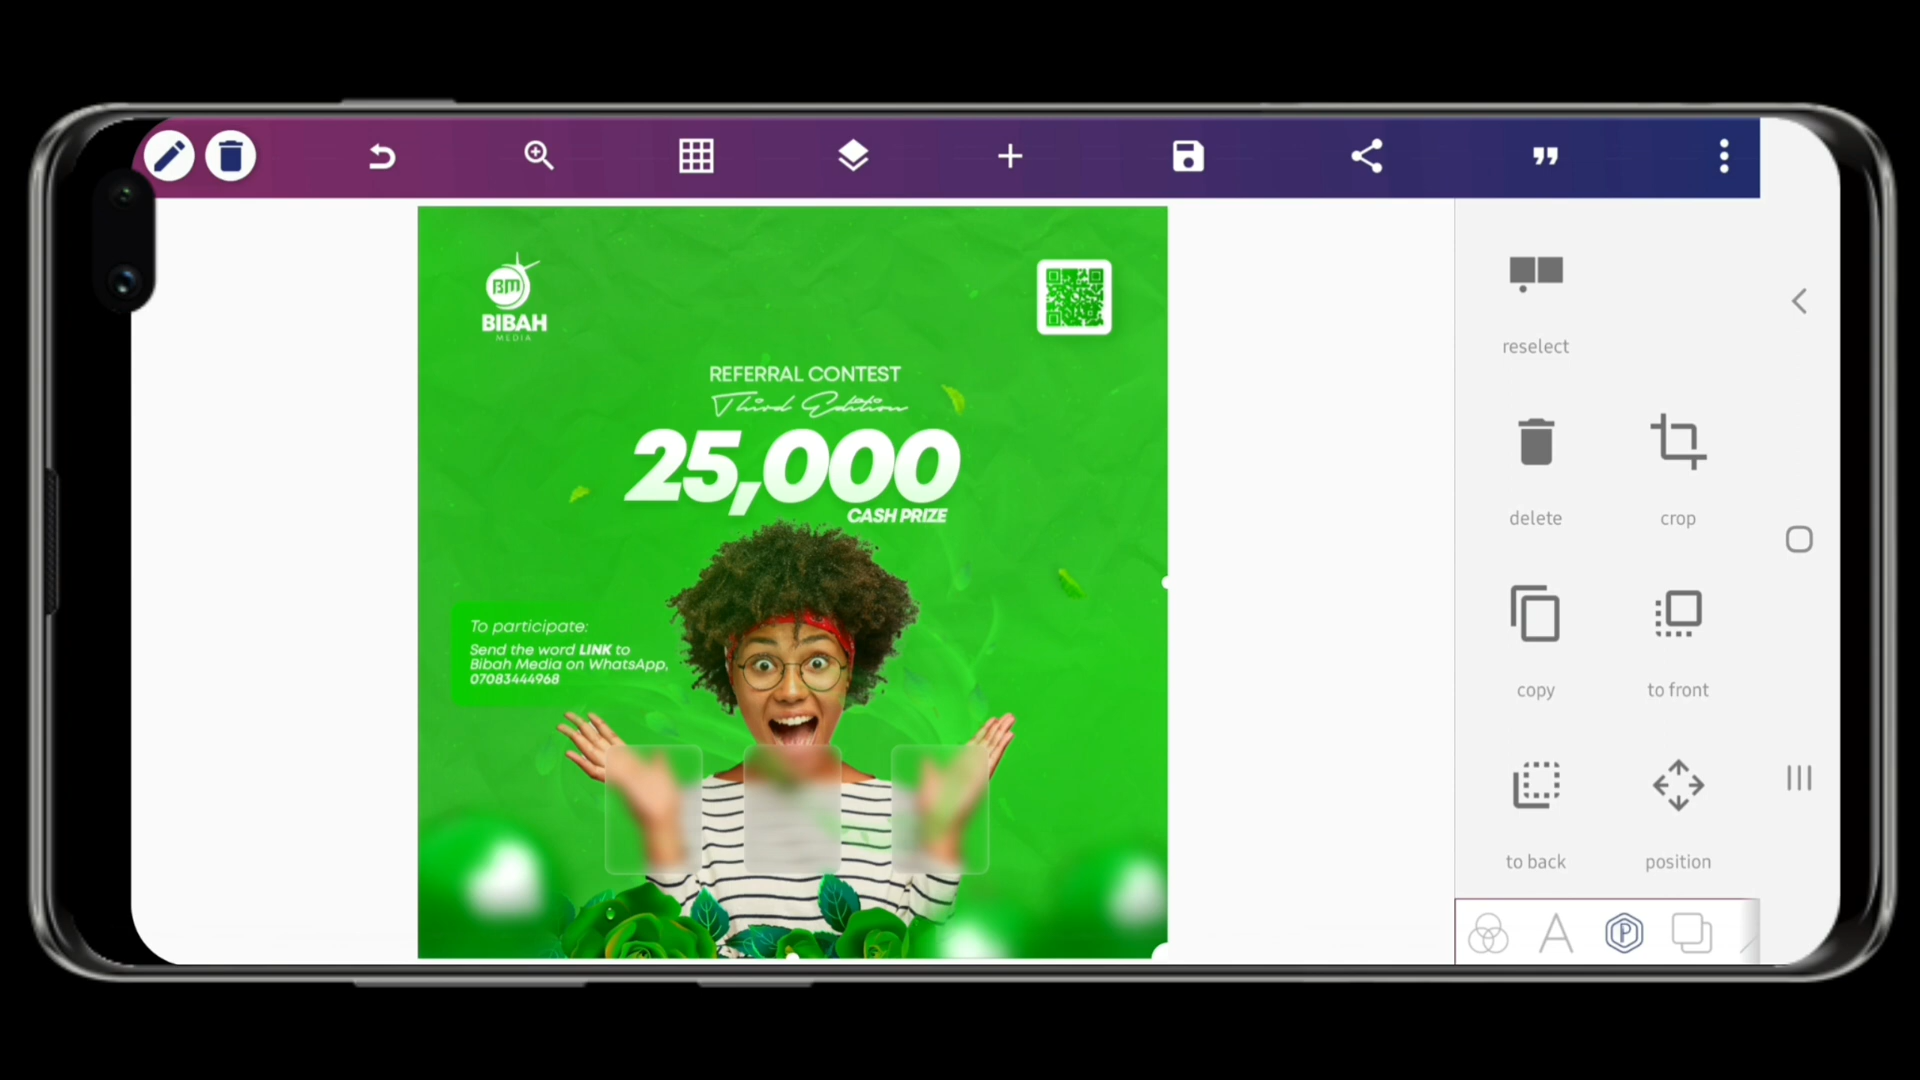 BM
BIBAH
MEDIA
REFERRAL CONTEST
Third Edition
25,000
CASH PRIZE
To participate:
Send the word LINK to
Bibah Media on WhatsApp,
07083444968
reselect
delete
crop
copy
to front
to back
position